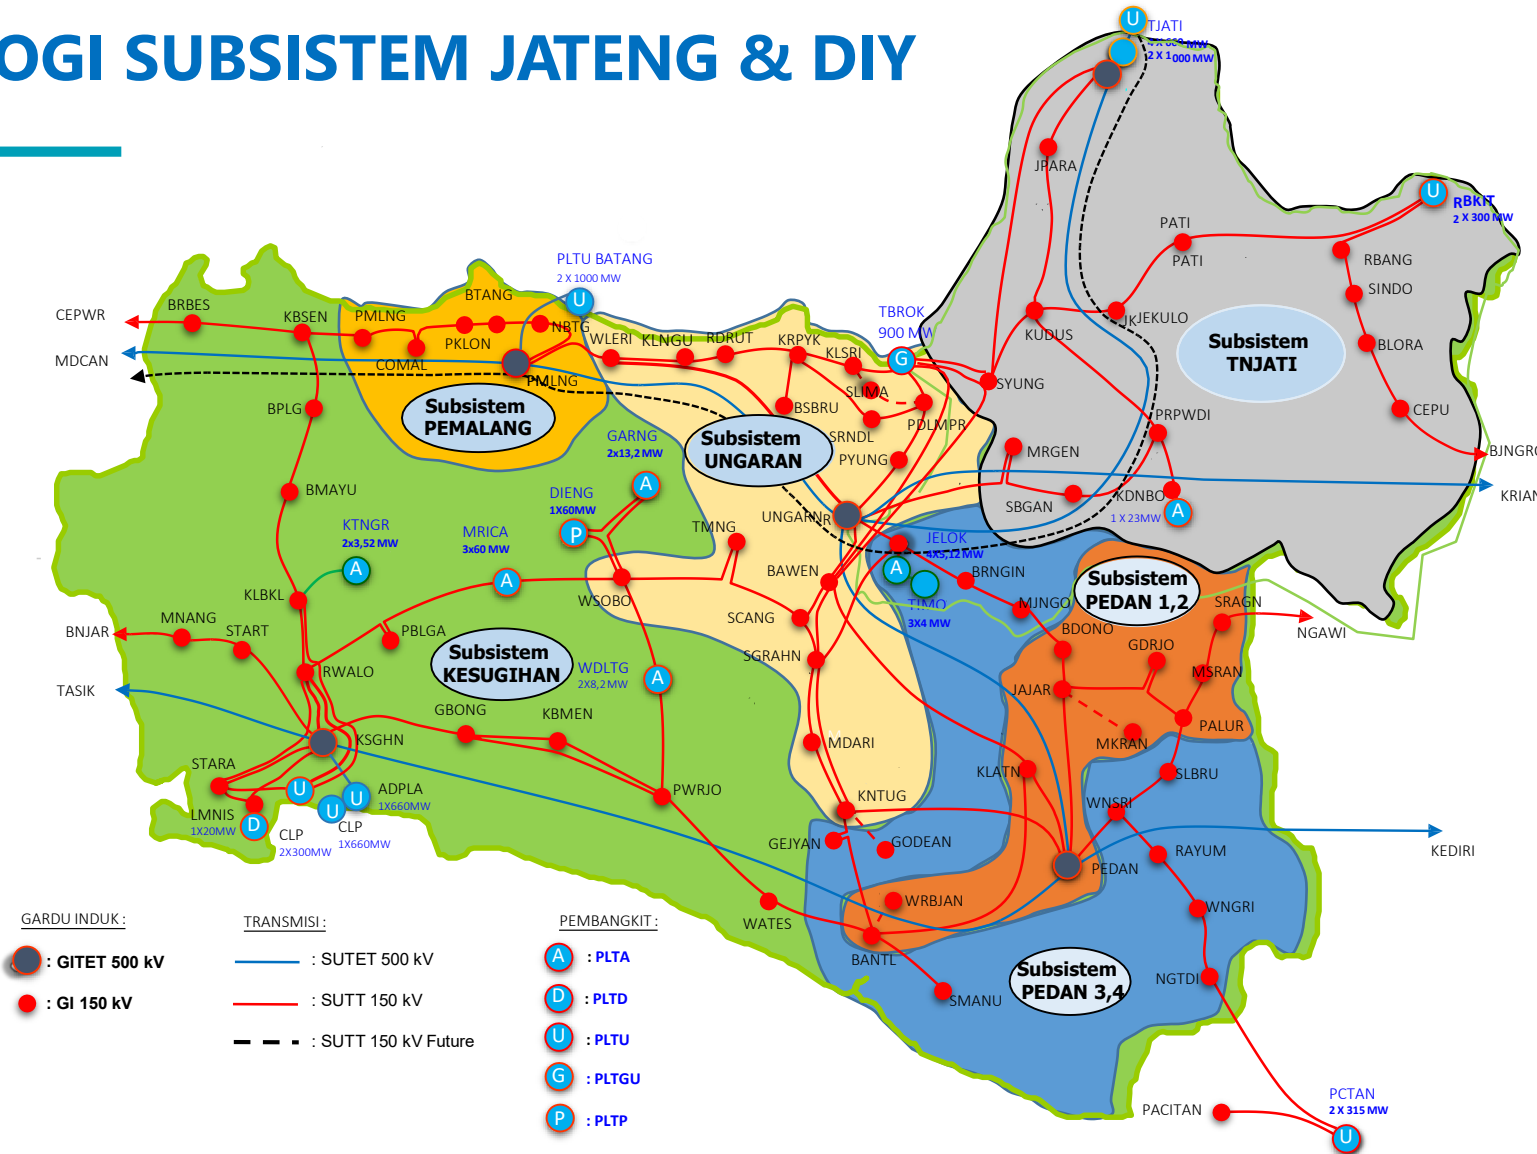 OGI SUBSISTEM JATENG & DIY
U
TJATI
2 X 1000 MW
JPARA
U
RBKIT
2 X 300 MW
PATI
PATI
RBANG
SINDO
BLORA
CEPU
BJNGRO
KRIAN
JEKULO
KUDUS
Subsistem
TNJATI
PRPWDI
KDNBO
1 X 23MW
A
MRGEN
SBGAN
SYUNG
PLTU BATANG
2 X 1000 MW
U
TBROK
900 MW
G
CEPWR
BRBES
KBSEN
PMLNG
BTANG
PKLON
COMAL
NBTG
MDCAN
PMLNG
Subsistem
PEMALANG
WLERI
KLNGU
RDRUT
KRPYK
KLSRI
SLIMA
BSBRU
SRNDL
PDLMPR
PYUNG
Subsistem
UNGARAN
UNGARN
BPLG
BMAYU
GARNG
2x13,2 MW
A
DIENG
1X60MW
P
KTNGR
2x3,52 MW
A
MRICA
3x60 MW
A
TMNG
WSOBO
BAWEN
JELOK
4X5,12 MW
A
TIMO
3X4 MW
BRNGIN
MJNGO
Subsistem
PEDAN 1,2
SRAGN
NGAWI
KLBKL
MNANG
BNJAR
START
PBLGA
RWALO
Subsistem
KESUGIHAN
WDLTG
2X8,2 MW
A
SCANG
SGRAHN
BDONO
GDRJO
MSRAN
JAJAR
MKRAN
PALUR
TASIK
GBONG
KBMEN
KSGHN
STARA
LMNIS
1X20MW
D
U
CLP
2X300MW
U
U
ADPLA
1X660MW
CLP
1X660MW
PWRJO
MDARI
KNTUG
KLATN
SLBRU
WNSRI
GEJYAN
GODEAN
PEDAN
RAYUM
KEDIRI
WRBJAN
WNGRI
WATES
BANTL
SMANU
NGTDI
Subsistem
PEDAN 3,4
PACITAN
PCTAN
2 X 315 MW
U
GARDU INDUK :
: GITET 500 kV
: GI 150 kV
TRANSMISI :
: SUTET 500 kV
: SUTT 150 kV
: SUTT 150 kV Future
PEMBANGKIT :
A : PLTA
D : PLTD
U : PLTU
G : PLTGU
P : PLTP